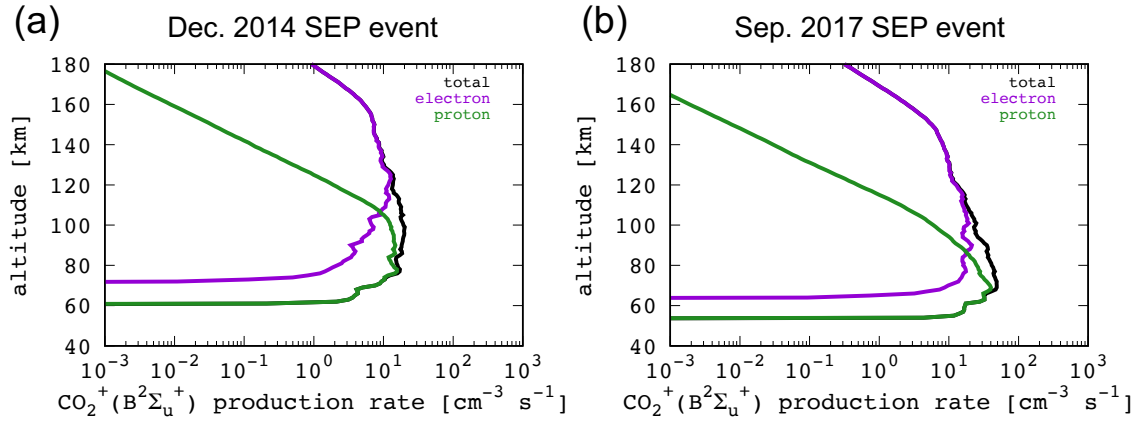 (a) Dec. 2014 SEP event
180
160
140
120
100
80
60
40
altitude [km]
total
electron
proton
10⁻³ 10⁻² 10⁻¹ 10⁰ 10¹ 10² 10³
CO₂⁺(B²Σᵤ⁺) production rate [cm⁻³ s⁻¹]
(b) Sep. 2017 SEP event
180
160
140
120
100
80
60
40
altitude [km]
total
electron
proton
10⁻³ 10⁻² 10⁻¹ 10⁰ 10¹ 10² 10³
CO₂⁺(B²Σᵤ⁺) production rate [cm⁻³ s⁻¹]